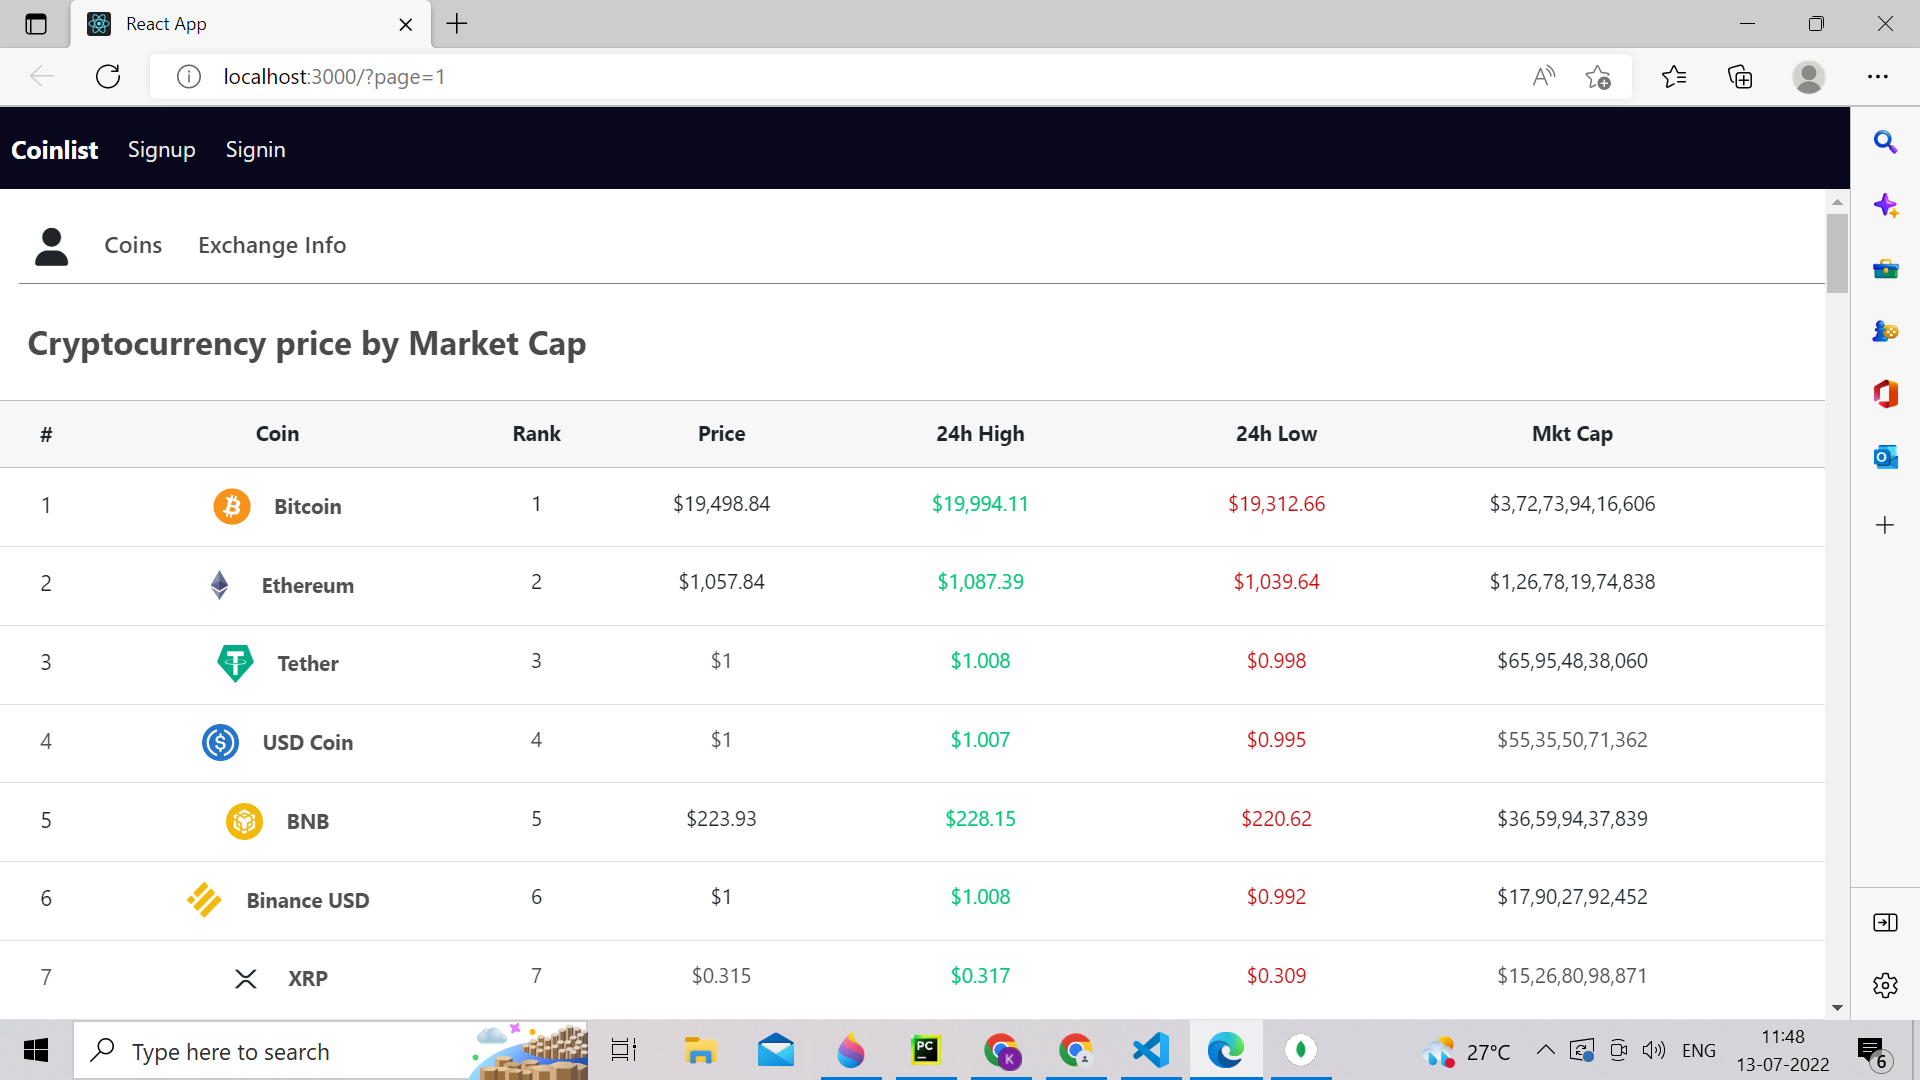 React App
localhost:3000/?page=1
Coinlist Signup Signin
Coins Exchange Info
Cryptocurrency price by Market Cap
# Coin Rank Price 24h High 24h Low Mkt Cap
1 Bitcoin 1 $19,498.84 $19,994.11 $19,312.66 $3,72,73,94,16,606
2 Ethereum 2 $1,057.84 $1,087.39 $1,039.64 $1,26,78,19,74,838
3 Tether 3 $1 $1.008 $0.998 $65,95,48,38,060
4 USD Coin 4 $1 $1.007 $0.995 $55,35,50,71,362
5 BNB 5 $223.93 $228.15 $220.62 $36,59,94,37,839
6 Binance USD 6 $1 $1.008 $0.992 $17,90,27,92,452
7 XRP 7 $0.315 $0.317 $0.309 $15,26,80,98,871
Type here to search
PC
K
27°C
ENG
11:48
13-07-2022
6